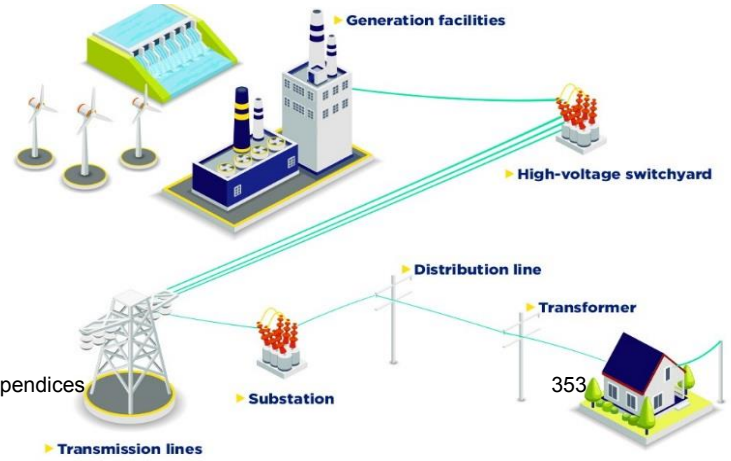 Generation facilities
High-voltage switchyard
Distribution line
Transformer
pendices
353
Substation
Transmission lines